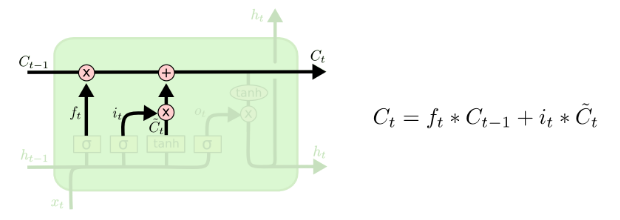 h_t
C_{t-1}
C_t
x
+
f_t
i_t
x
C̃_t
o_t
tanh
x
σ
σ
tanh
σ
h_{t-1}
h_t
x_t
C_t = f_t * C_{t-1} + i_t * C̃_t